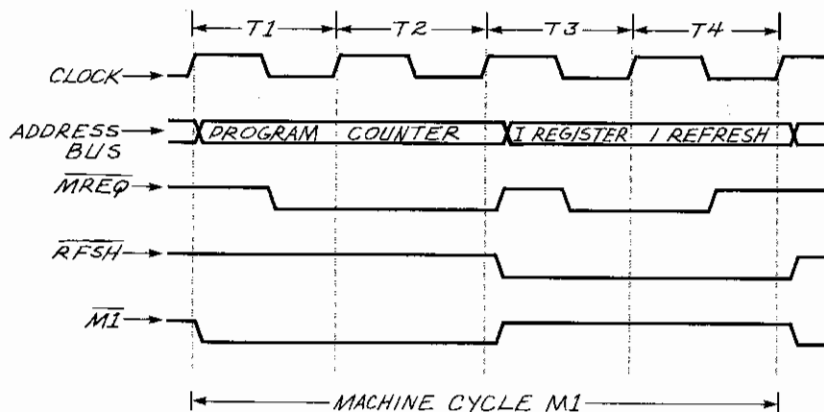 T1 T2 T3 T4
CLOCK
ADDRESS BUS
PROGRAM COUNTER I REGISTER I REFRESH
MREQ
RFSH
M1
MACHINE CYCLE M1